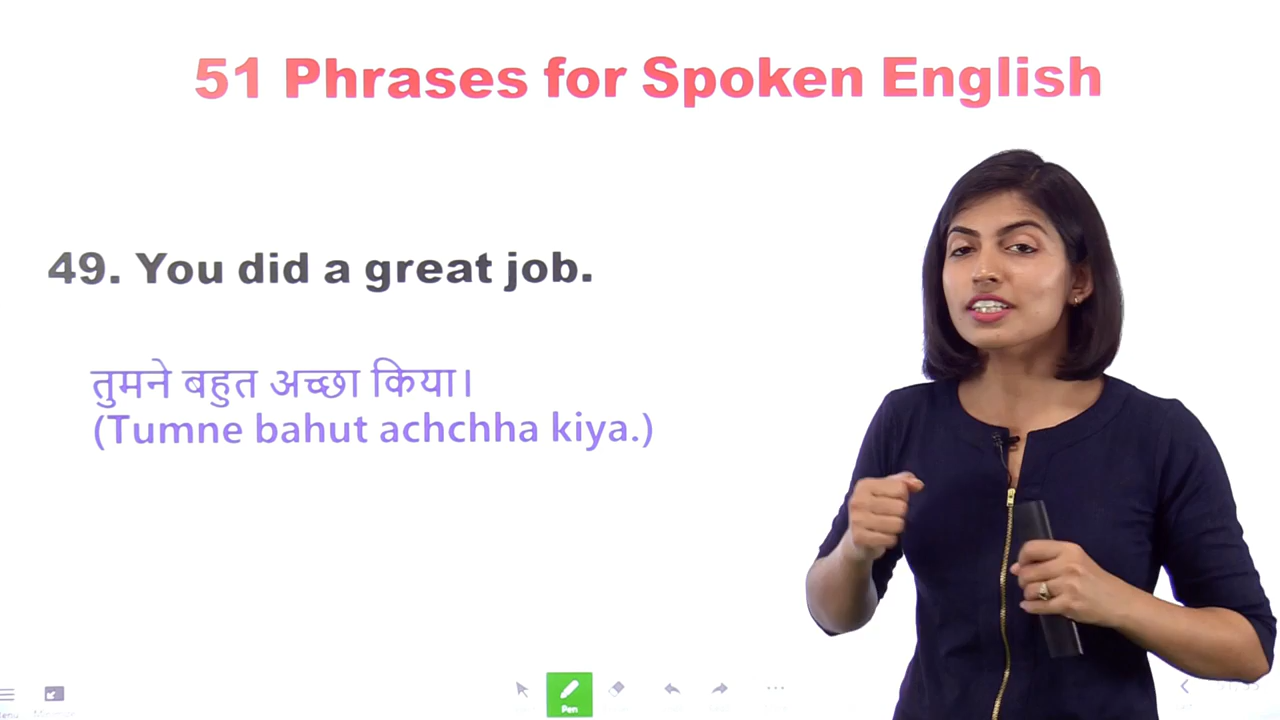 51 Phrases for Spoken English
49. You did a great job.
तुमने बहुत अच्छा किया।
(Tumne bahut achchha kiya.)
Pen